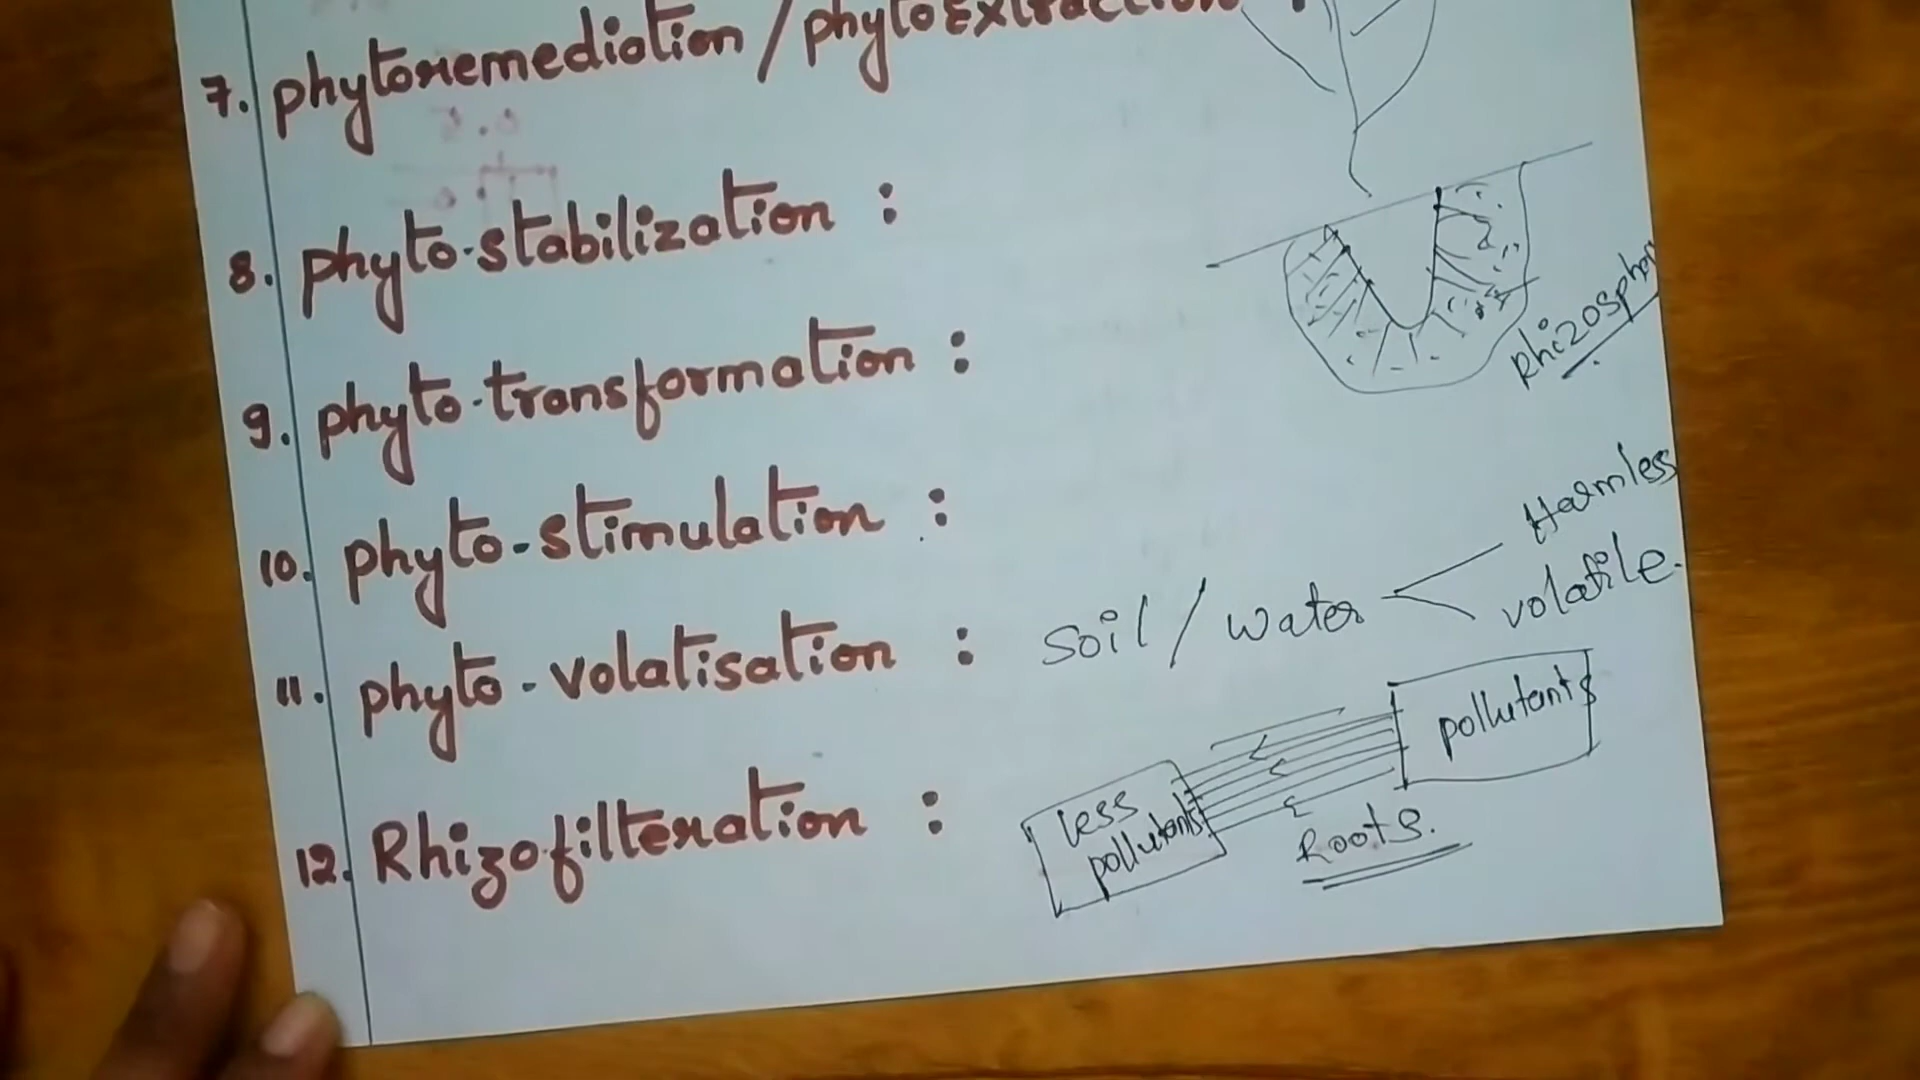 7. phytoremediation / phytoExtraction :
8. phyto-stabilization :
Rhizospher
9. phyto-transformation :
10. phyto-stimulation :
11. phyto-volatisation : soil / water
Harmless
volatile.
12. Rhizofilteration :
less
pollutants
Roots.
pollutants